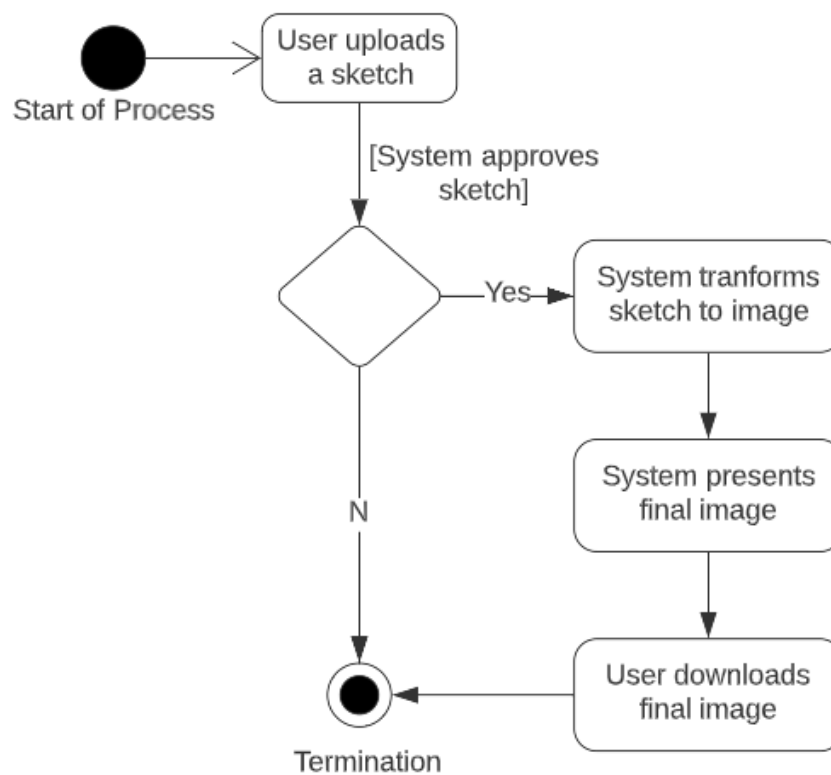 User uploads
a sketch
Start of Process
[System approves
sketch]
Yes
System tranforms
sketch to image
System presents
final image
N
User downloads
final image
Termination